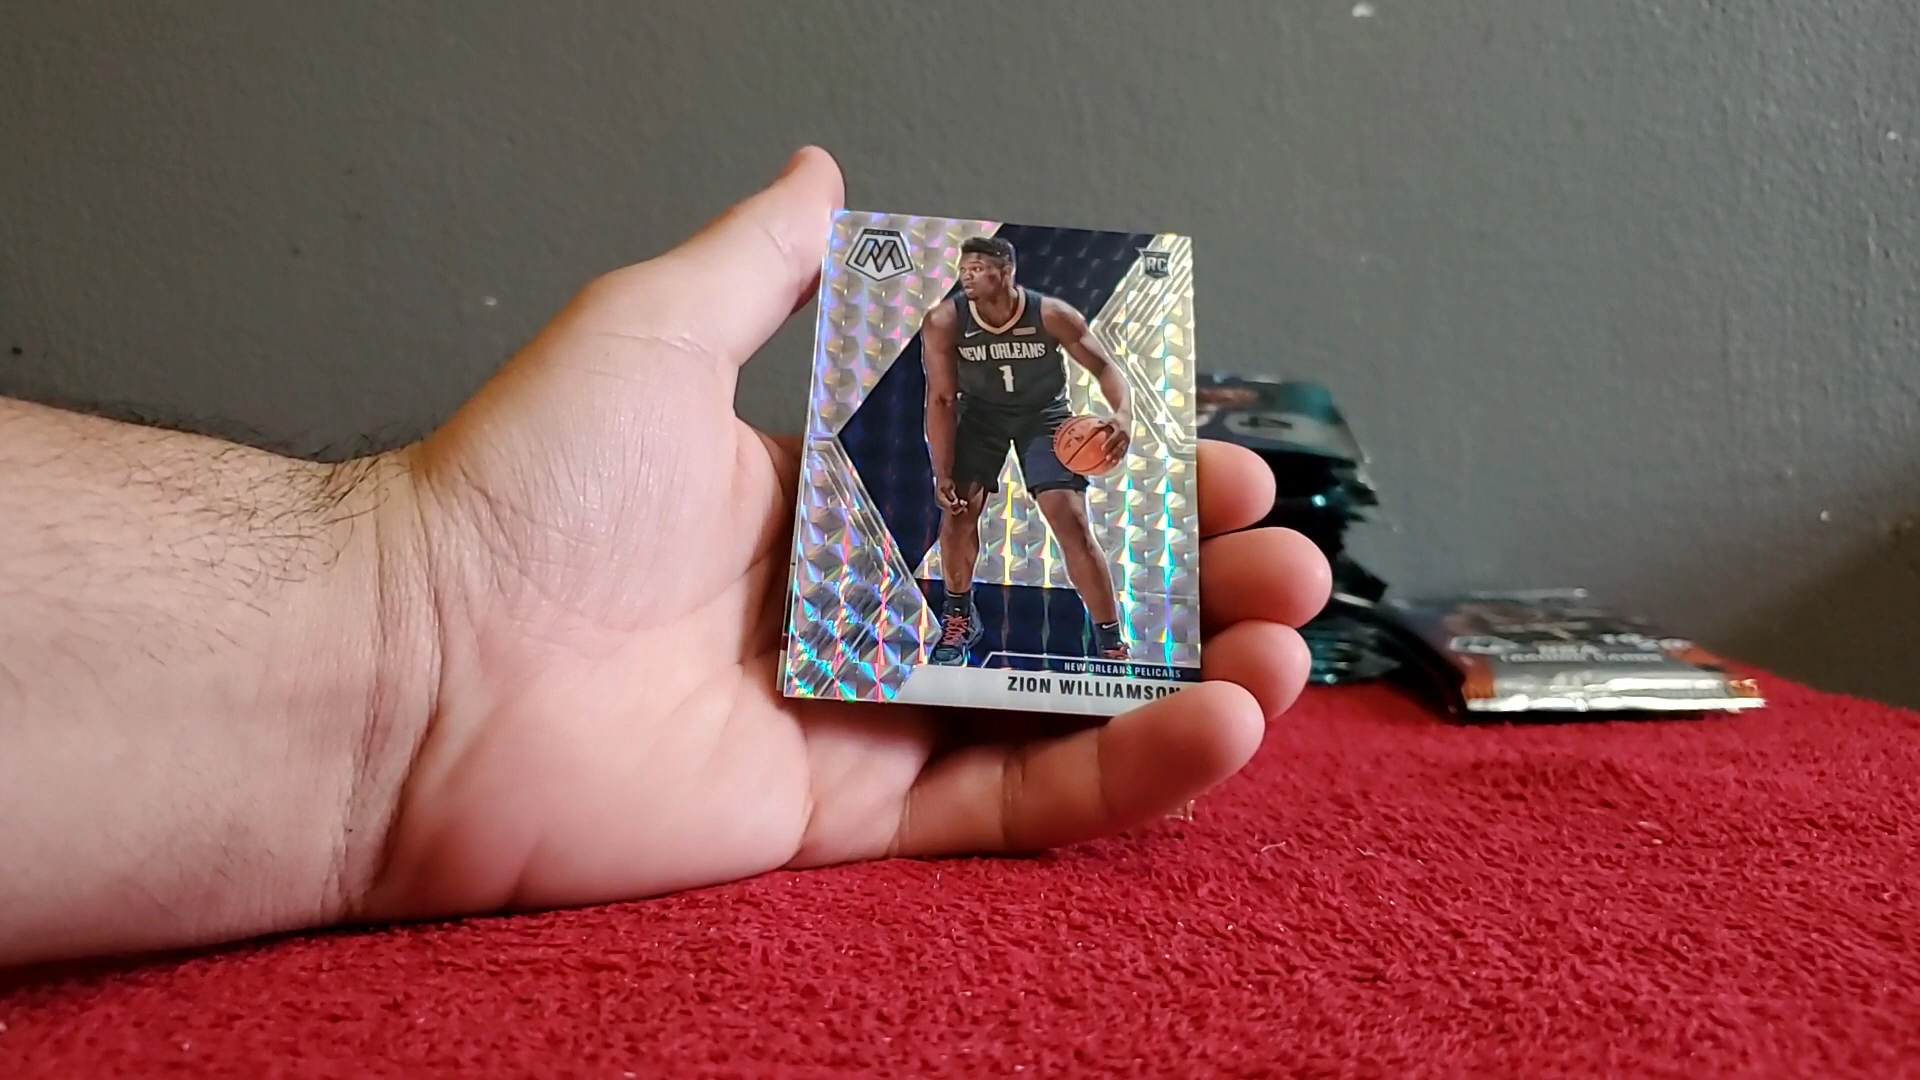 RC
NEW ORLEANS
1
NEW ORLEANS PELICANS
ZION WILLIAMSON